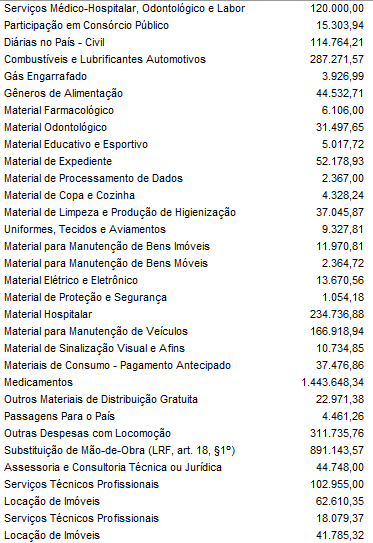 Serviços Médico-Hospitalar, Odontológico e Labor 120.000,00
Participação em Consórcio Público 15.303,94
Diárias no País - Civil 114.764,21
Combustíveis e Lubrificantes Automotivos 287.271,57
Gás Engarrafado 3.926,99
Gêneros de Alimentação 44.532,71
Material Farmacológico 6.106,00
Material Odontológico 31.497,65
Material Educativo e Esportivo 5.017,72
Material de Expediente 52.178,93
Material de Processamento de Dados 2.367,00
Material de Copa e Cozinha 4.328,24
Material de Limpeza e Produção de Higienização 37.045,87
Uniformes, Tecidos e Aviamentos 9.327,81
Material para Manutenção de Bens Imóveis 11.970,81
Material para Manutenção de Bens Móveis 2.364,72
Material Elétrico e Eletrônico 13.670,56
Material de Proteção e Segurança 1.054,18
Material Hospitalar 234.736,88
Material para Manutenção de Veículos 166.918,94
Material de Sinalização Visual e Afins 10.734,85
Materiais de Consumo - Pagamento Antecipado 37.476,86
Medicamentos 1.443.648,34
Outros Materiais de Distribuição Gratuita 22.971,38
Passagens Para o País 4.461,26
Outras Despesas com Locomoção 311.735,76
Substituição de Mão-de-Obra (LRF, art. 18, §1º) 891.143,57
Assessoria e Consultoria Técnica ou Jurídica 44.748,00
Serviços Técnicos Profissionais 102.955,00
Locação de Imóveis 62.610,35
Serviços Técnicos Profissionais 18.079,37
Locação de Imóveis 41.785,32